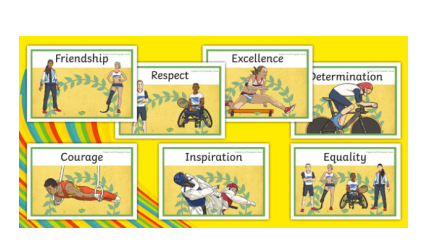 Friendship
Respect
Excellence
Determination
Courage
Inspiration
Equality